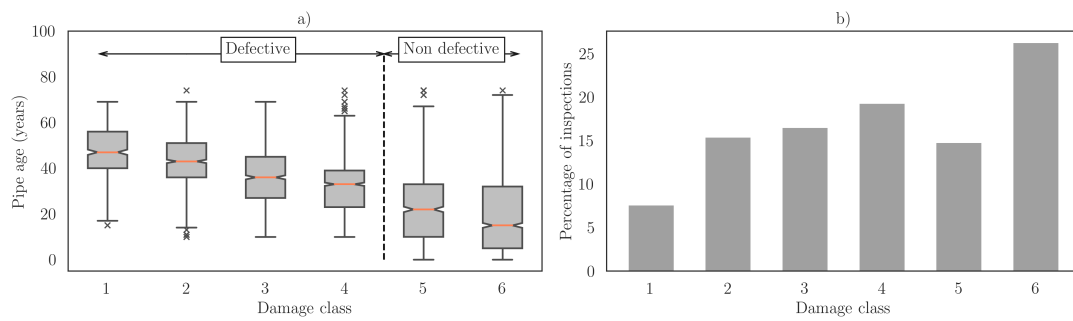 a)
Pipe age (years)
100
80
60
40
20
0
Defective
Non defective
1 2 3 4 5 6
Damage class
b)
Percentage of inspections
25
20
15
10
5
0
1 2 3 4 5 6
Damage class